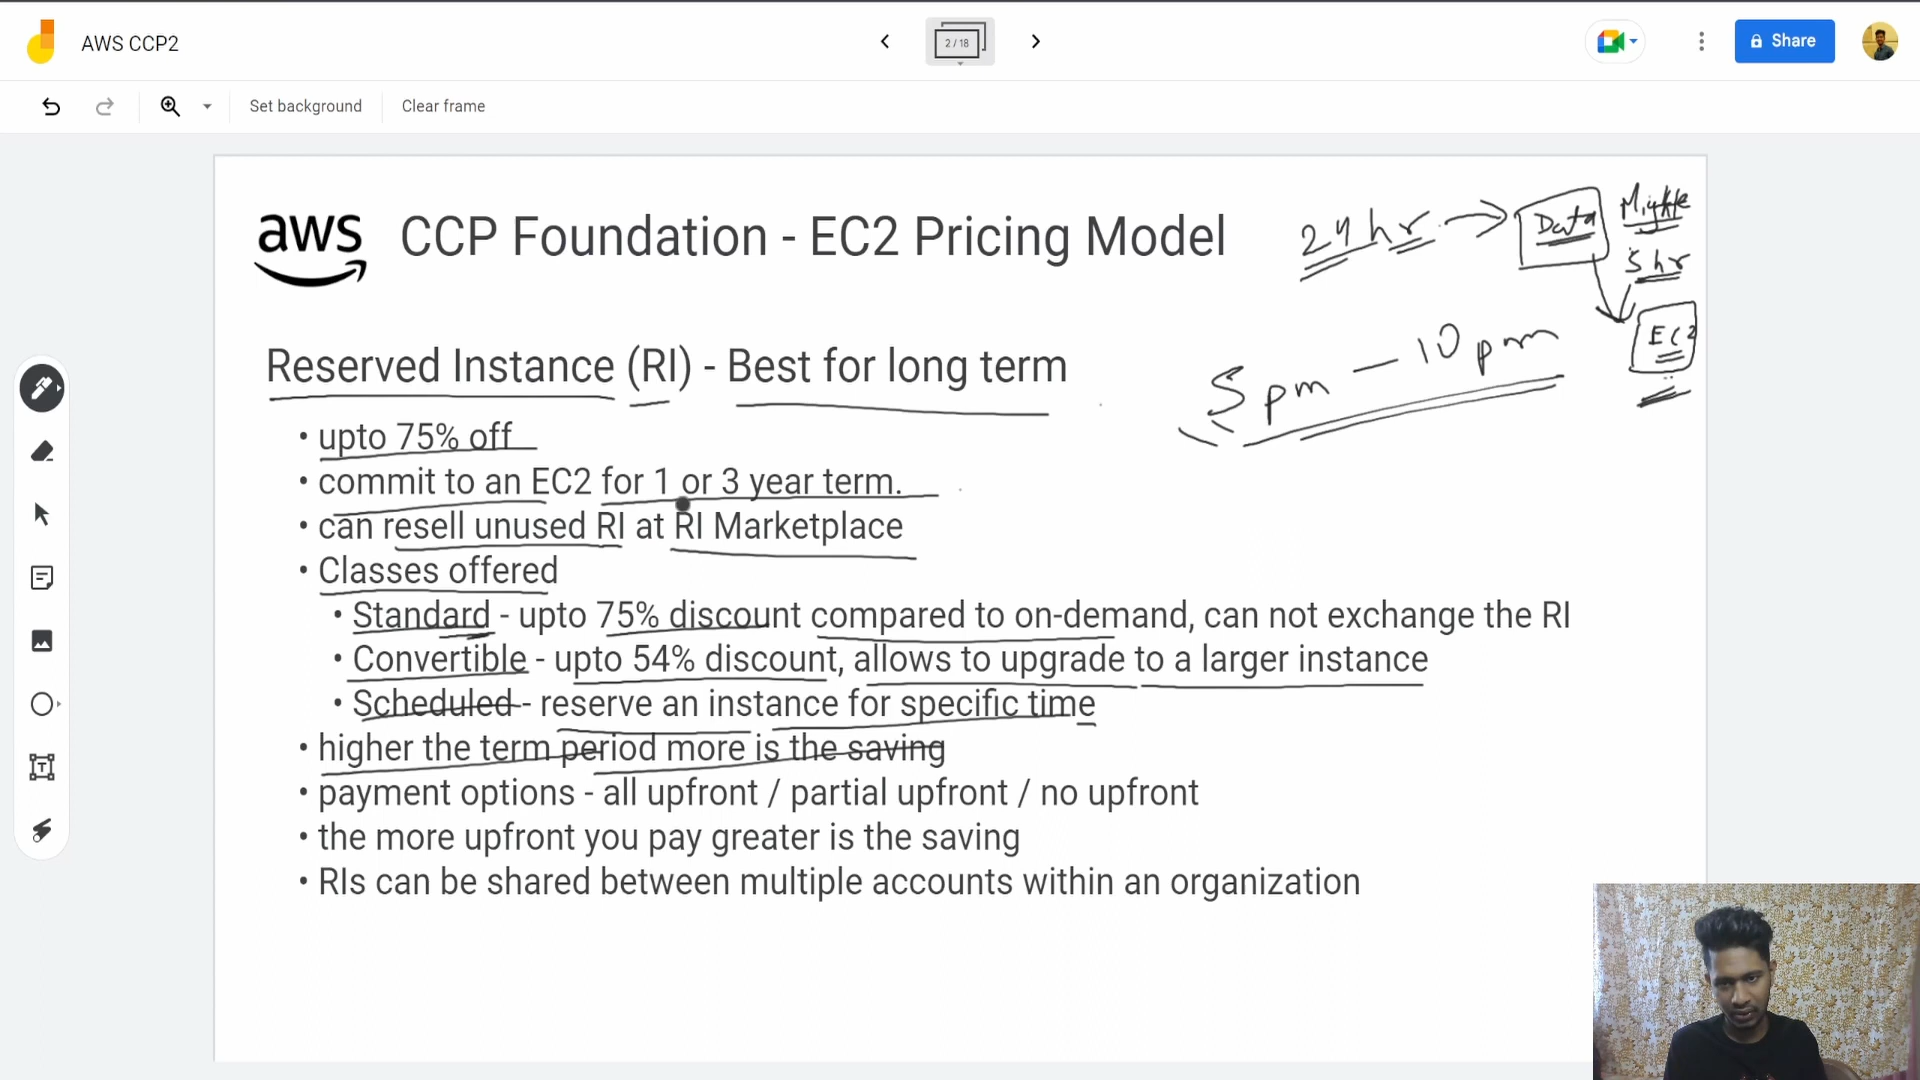 AWS CCP2
2 / 18
Share
Set background
Clear frame
aws CCP Foundation - EC2 Pricing Model
24 hr
Data
5 hr
EC2
5 pm - 10 pm
Reserved Instance (RI) - Best for long term
• upto 75% off
• commit to an EC2 for 1 or 3 year term.
• can resell unused RI at RI Marketplace
• Classes offered
• Standard - upto 75% discount compared to on-demand, can not exchange the RI
• Convertible - upto 54% discount, allows to upgrade to a larger instance
• Scheduled - reserve an instance for specific time
• higher the term period more is the saving
• payment options - all upfront / partial upfront / no upfront
• the more upfront you pay greater is the saving
• RIs can be shared between multiple accounts within an organization